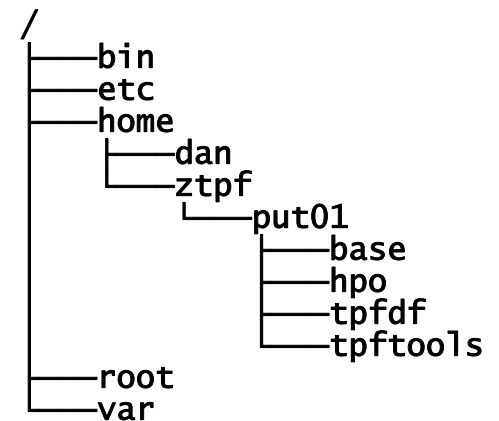 /
bin
etc
home
dan
ztpf
put01
base
hpo
tpfdf
tpftools
root
var